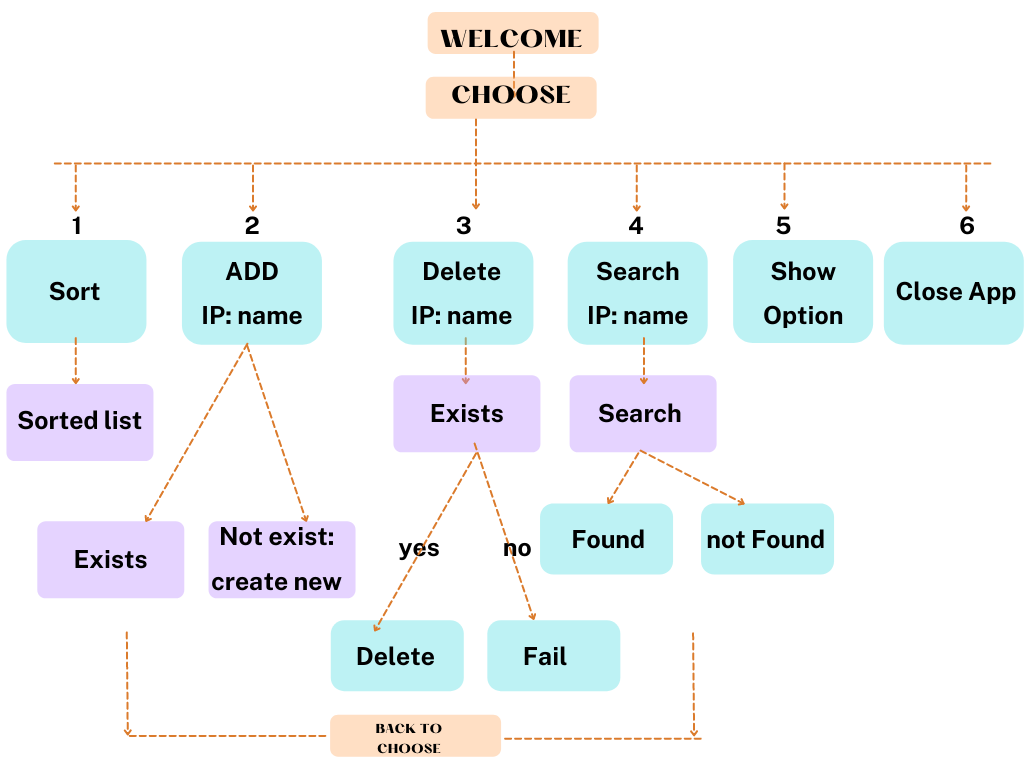 WELCOME
CHOOSE
1
2
3
4
5
6
Sort
ADD
IP: name
Delete
IP: name
Search
IP: name
Show
Option
Close App
Sorted list
Exists
Search
Exists
Not exist:
create new
yes
no
Found
not Found
Delete
Fail
BACK TO
CHOOSE